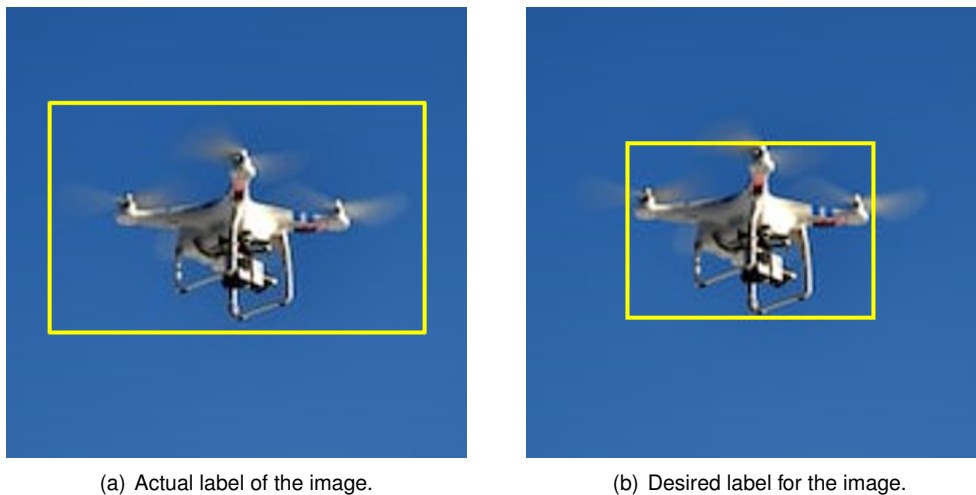 (a) Actual label of the image.
(b) Desired label for the image.